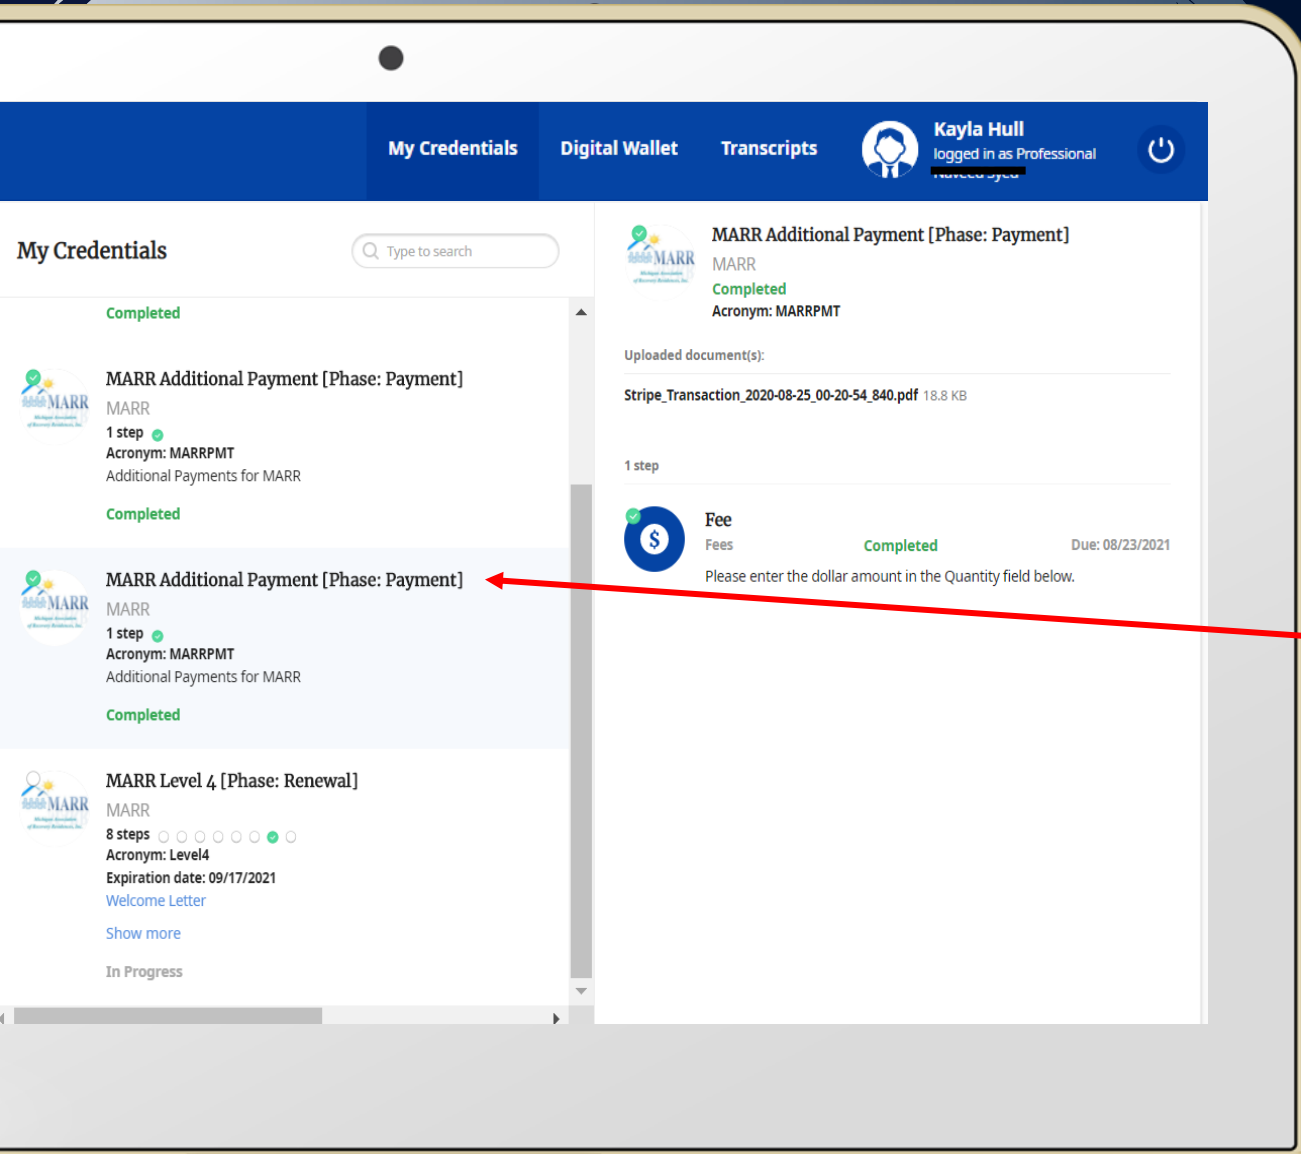 My Credentials
Digital Wallet
Transcripts
Kayla Hull
logged in as Professional
My Credentials
Type to search
Completed
MARR Additional Payment [Phase: Payment]
MARR
MARR
1 step
Acronym: MARRPMT
Additional Payments for MARR
Completed
MARR Additional Payment [Phase: Payment]
MARR
MARR
1 step
Acronym: MARRPMT
Additional Payments for MARR
Completed
MARR Level 4 [Phase: Renewal]
MARR
MARR
8 steps
Acronym: Level4
Expiration date: 09/17/2021
Welcome Letter
Show more
In Progress
MARR Additional Payment [Phase: Payment]
MARR
MARR
Completed
Acronym: MARRPMT
Uploaded document(s):
Stripe_Transaction_2020-08-25_00-20-54_840.pdf 18.8 KB
1 step
$
Fee
Fees Completed Due: 08/23/2021
Please enter the dollar amount in the Quantity field below.